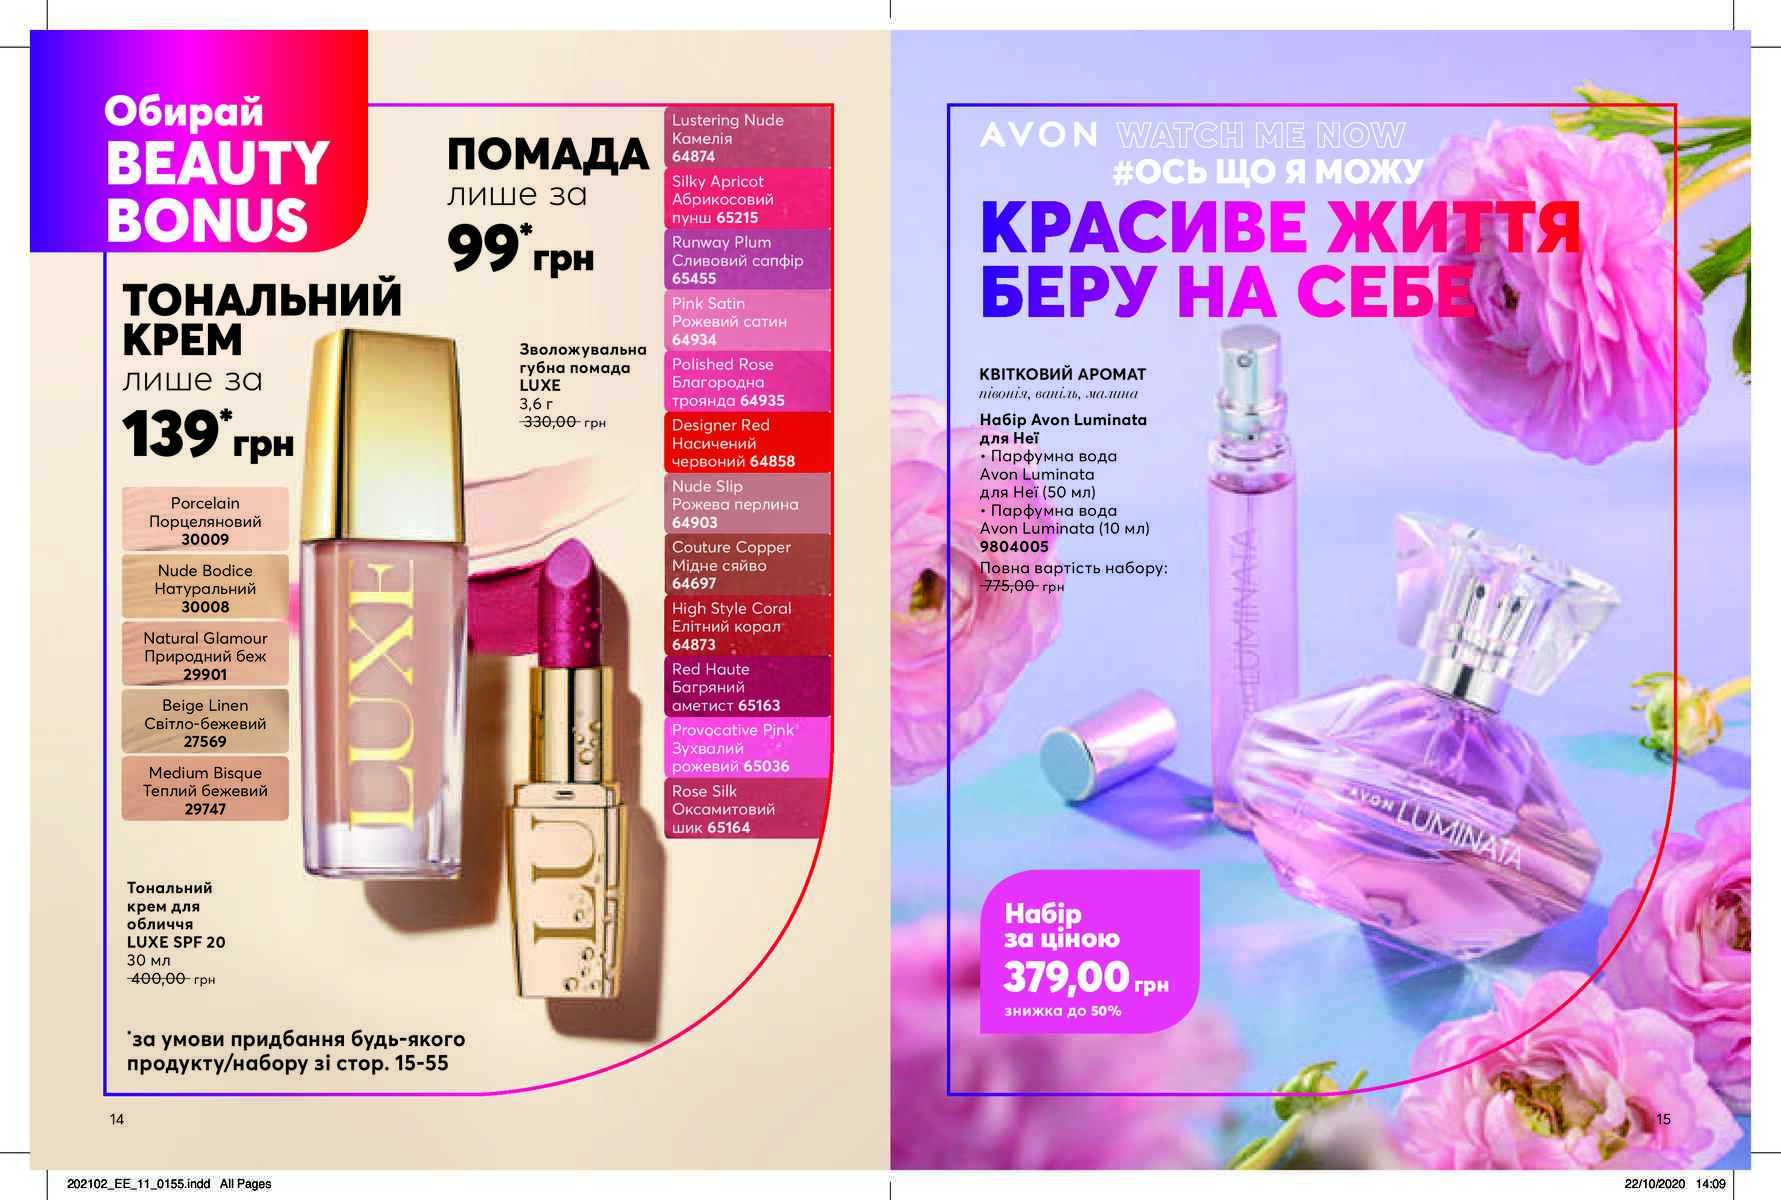 Обирай
BEAUTY
BONUS
ТОНАЛЬНИЙ
КРЕМ
лише за
139* грн
Porcelain
Порцеляновий
30009
Nude Bodice
Натуральний
30008
Natural Glamour
Природний беж
29901
Beige Linen
Світло-бежевий
27569
Medium Bisque
Теплий бежевий
29747
Тональний
крем для
обличчя
LUXE SPF 20
30 мл
400,00 грн
LUXE
LU
ПОМАДА
лише за
99* грн
Зволожувальна
губна помада
LUXE
3,6 г
330,00 грн
Lustering Nude
Камелія
64874
Silky Apricot
Абрикосовий
пунш 65215
Runway Plum
Сливовий сапфір
65455
Pink Satin
Рожевий сатин
64934
Polished Rose
Благородна
троянда 64935
Designer Red
Насичений
червоний 64858
Nude Slip
Рожева перлина
64903
Couture Copper
Мідне сяйво
64697
High Style Coral
Елітний корал
64873
Red Haute
Багряний
аметист 65163
Provocative Pink
Зухвалий
рожевий 65036
Rose Silk
Оксамитовий
шик 65164
*за умови придбання будь-якого
продукту/набору зі стор. 15-55
14
AVON WATCH ME NOW
#ОСЬ ЩО Я МОЖУ
КРАСИВЕ ЖИТТЯ
БЕРУ НА СЕБЕ
КВІТКОВИЙ АРОМАТ
півонія, ваніль, малина
Набір Avon Luminata
для Неї
• Парфумна вода
Avon Luminata
для Неї (50 мл)
• Парфумна вода
Avon Luminata (10 мл)
9804005
Повна вартість набору:
775,00 грн
LUMINATA
AVON LUMINATA
Набір
за ціною
379,00 грн
знижка до 50%
15
202102_EE_11_0155.indd All Pages
22/10/2020 14:09